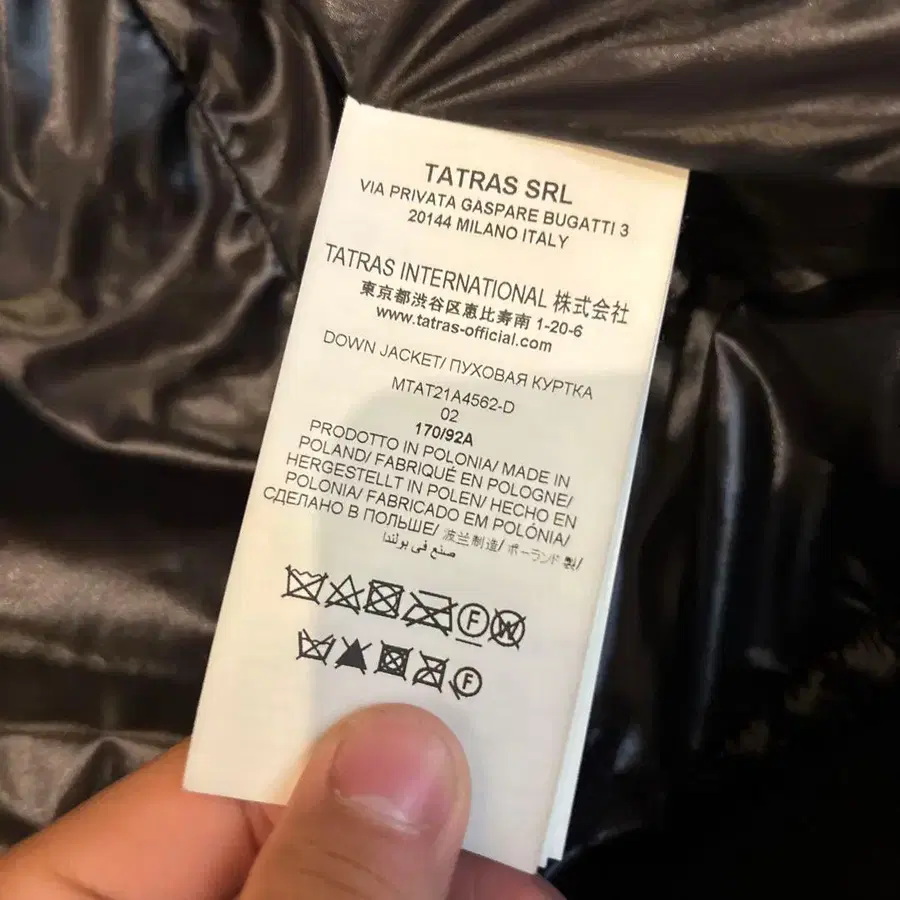 TATRAS SRL
VIA PRIVATA GASPARE BUGATTI 3
20144 MILANO ITALY
TATRAS INTERNATIONAL 株式会社
東京都渋谷区恵比寿南 1-20-6
www.tatras-official.com
DOWN JACKET/ ПУХОВАЯ КУРТКА
MTAT21A4562-D
02
170/92A
PRODOTTO IN POLONIA/ MADE IN
POLAND/ FABRIQUÉ EN POLOGNE/
HERGESTELLT IN POLEN/ HECHO EN
POLONIA/ FABRICADO EM POLÓNIA/
СДЕЛАНО В ПОЛЬШЕ/ 波兰制造/ ポーランド製/
صنع في بولندا
F W
F